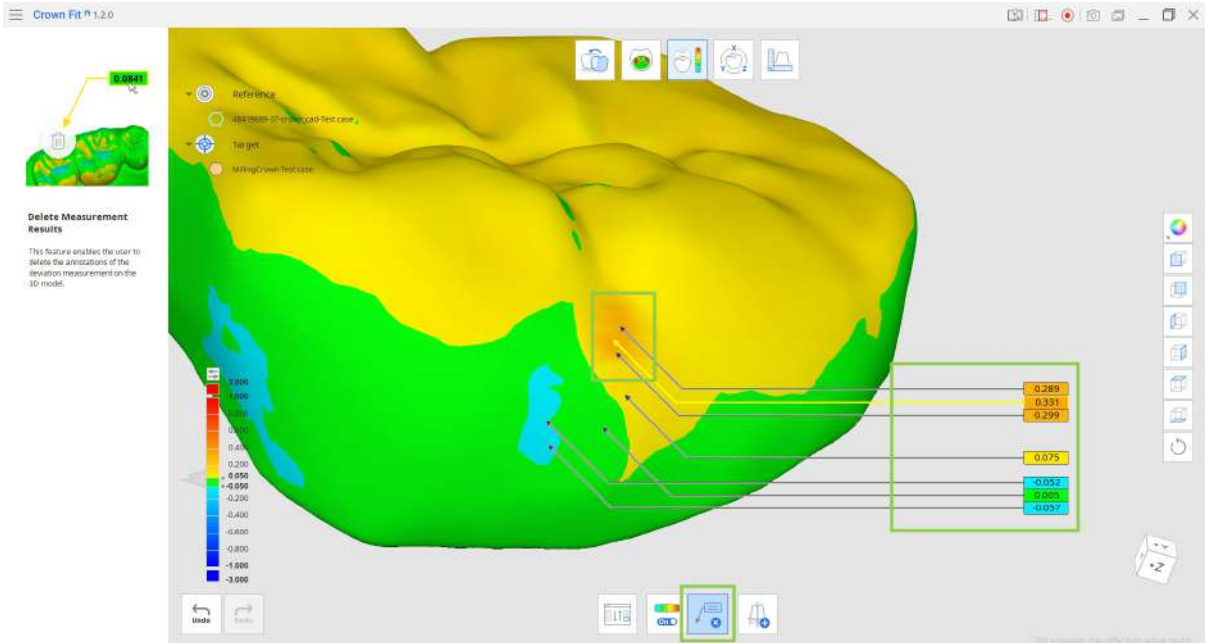 Crown Fit 1.2.0
0.0841
Delete Measurement
Results
This feature enables the user to
delete the annotations of the
deviation measurement on the
3D model.
Reference
Target
MillingCrown-Test case
3.000
1.000
0.400
0.200
0.050
-0.050
-0.200
-0.400
-0.600
-0.800
-1.000
-3.000
0.289
0.331
0.299
0.075
-0.052
0.005
-0.057
X
Y
Z
Undo
Redo
On
+Z